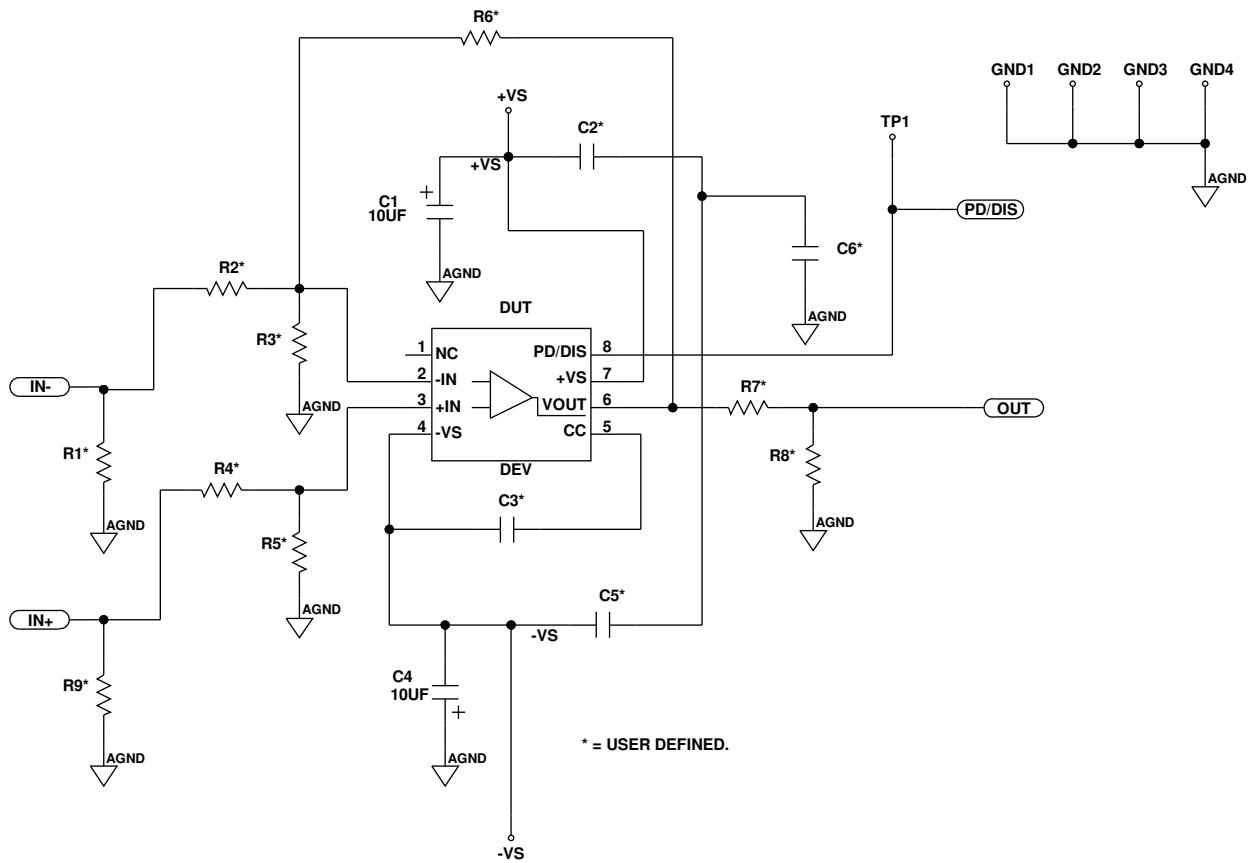 R6*
GND1 GND2 GND3 GND4
+VS
TP1
C2*
+VS
AGND
C1
10UF
PD/DIS
C6*
R2*
AGND
DUT
AGND
R3*
1 NC PD/DIS 8
IN-
2 -IN +VS 7
R7*
AGND
3 +IN VOUT 6
OUT
4 -VS CC 5
R1*
R4*
DEV
R8*
C3*
AGND
AGND
R5*
C5*
AGND
IN+
-VS
C4
10UF
R9*
* = USER DEFINED.
AGND
AGND
-VS